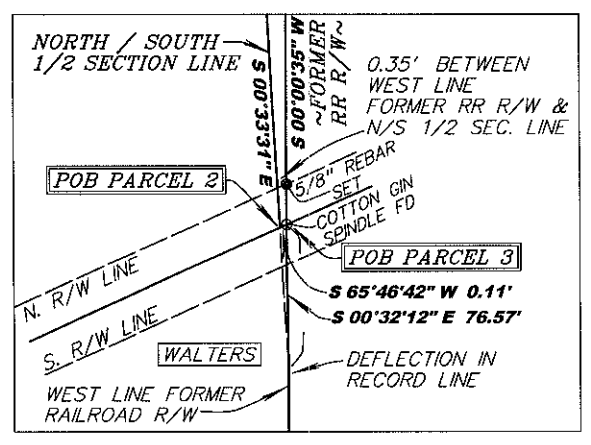 NORTH / SOUTH
1/2 SECTION LINE
S 00°33'31" E
S 00°00'35" W
~FORMER
RR R/W~
0.35' BETWEEN
WEST LINE
FORMER RR R/W &
N/S 1/2 SEC. LINE
POB PARCEL 2
5/8" REBAR
SET
COTTON GIN
SPINDLE FD
POB PARCEL 3
N. R/W LINE
S. R/W LINE
S 65°46'42" W 0.11'
S 00°32'12" E 76.57'
WALTERS
DEFLECTION IN
RECORD LINE
WEST LINE FORMER
RAILROAD R/W